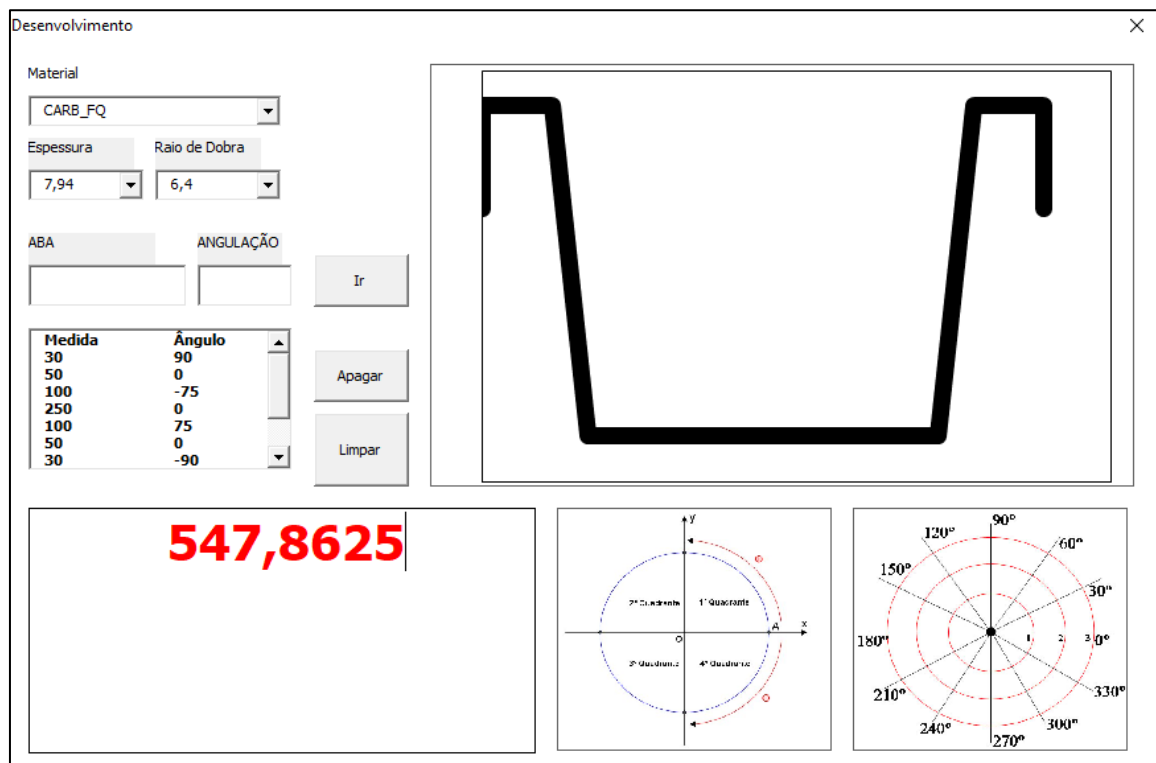 Desenvolvimento
Material
CARB_FQ
Espessura Raio de Dobra
7,94 6,4
ABA ANGULAÇÃO
Ir
Medida Ângulo
30 90
50 0
100 -75
250 0
100 75
50 0
30 -90
Apagar
Limpar
547,8625
y
2º Quadrante 1º Quadrante
A x
O
3º Quadrante 4º Quadrante
90º
120º 60º
150º 30º
180º 1 2 3 0º
210º 330º
240º 300º
270º